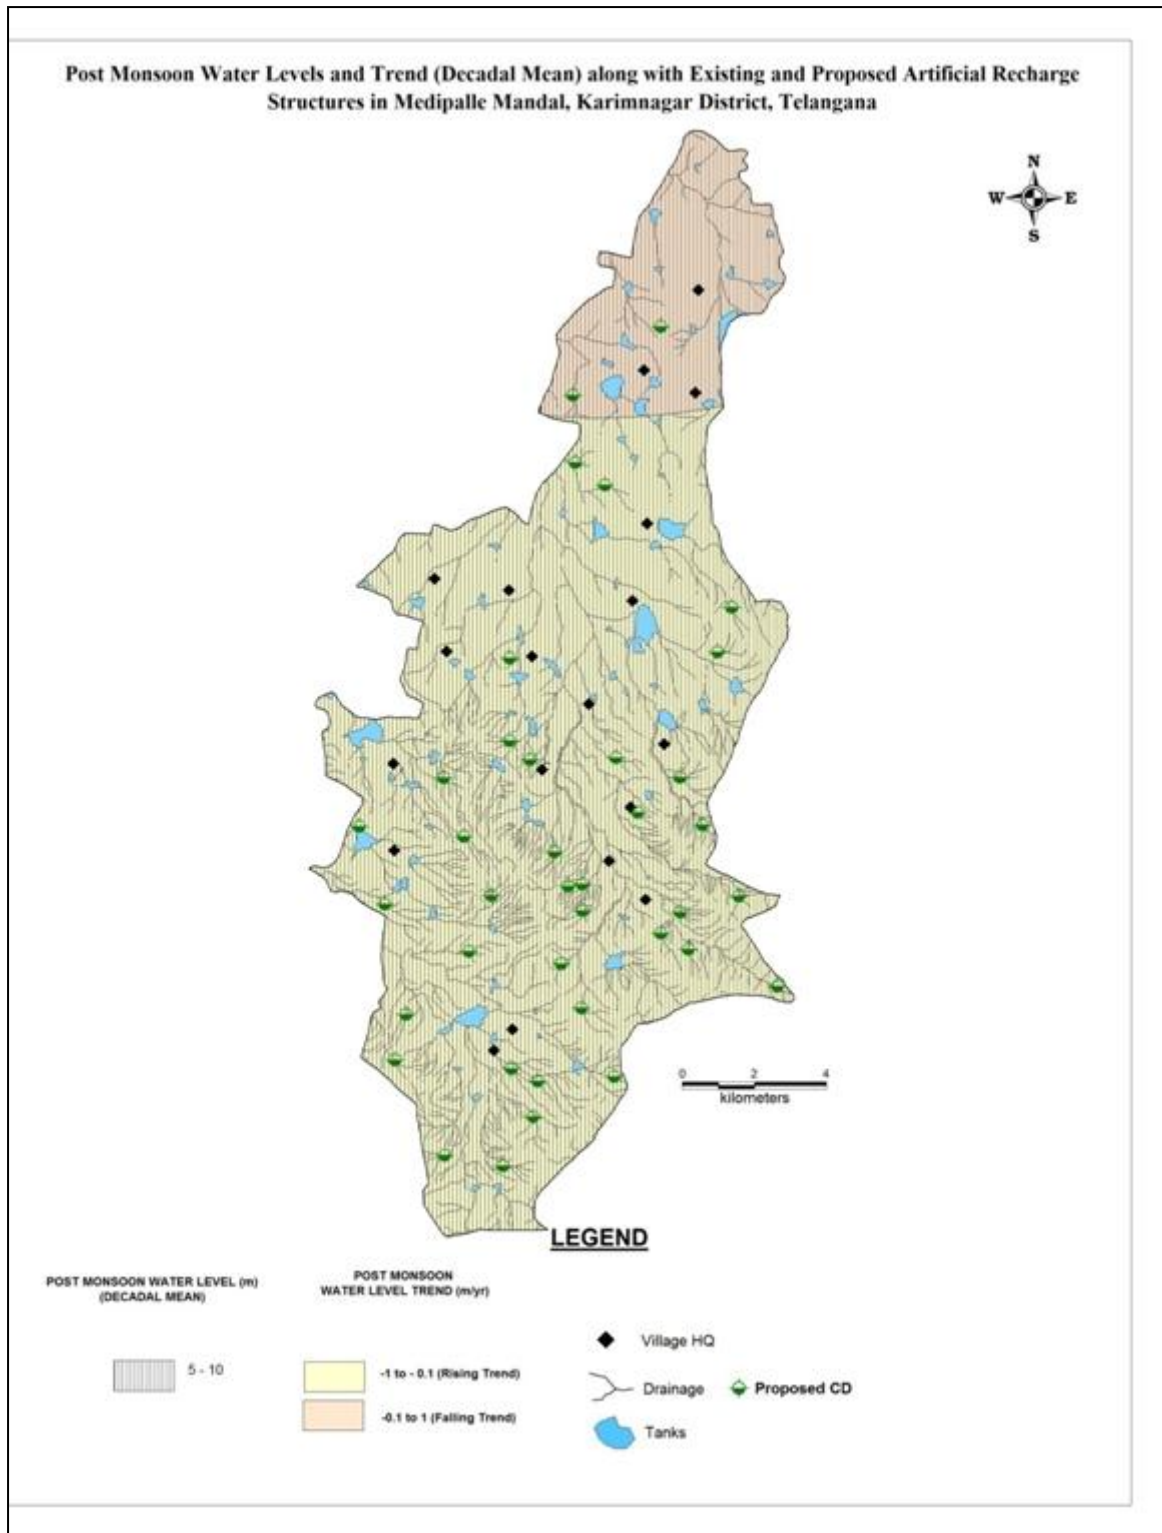 Post Monsoon Water Levels and Trend (Decadal Mean) along with Existing and Proposed Artificial Recharge
Structures in Medipalle Mandal, Karimnagar District, Telangana
N
W E
S
0 2 4
kilometers
LEGEND
POST MONSOON WATER LEVEL (m)
(DECADAL MEAN)
5 - 10
POST MONSOON
WATER LEVEL TREND (m/yr)
-1 to - 0.1 (Rising Trend)
-0.1 to 1 (Falling Trend)
Village HQ
Drainage
Proposed CD
Tanks